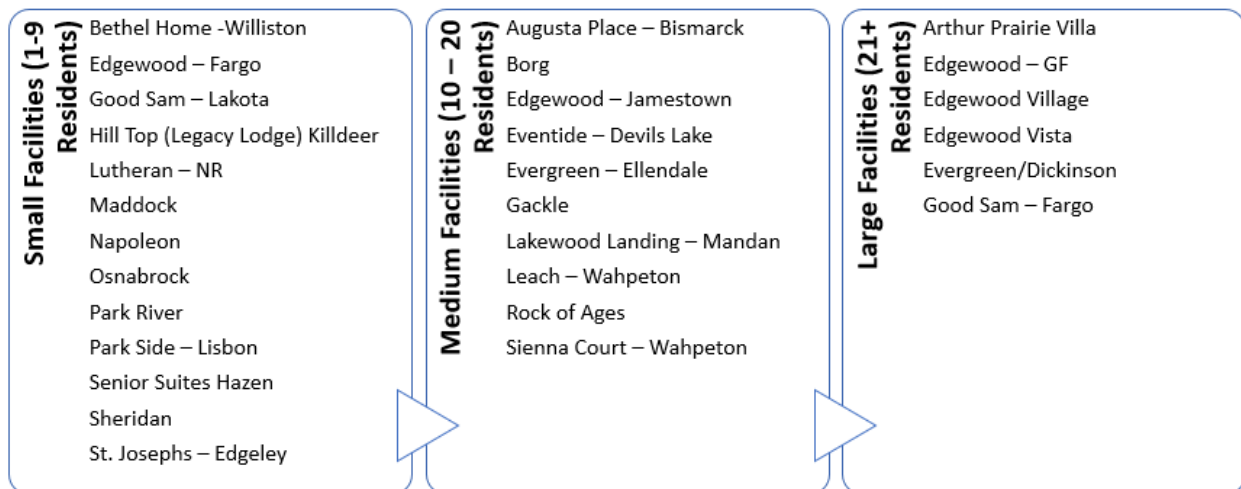 Small Facilities (1-9
Residents)
Bethel Home -Williston
Edgewood – Fargo
Good Sam – Lakota
Hill Top (Legacy Lodge) Killdeer
Lutheran – NR
Maddock
Napoleon
Osnabrock
Park River
Park Side – Lisbon
Senior Suites Hazen
Sheridan
St. Josephs – Edgeley
Medium Facilities (10 – 20
Residents)
Augusta Place – Bismarck
Borg
Edgewood – Jamestown
Eventide – Devils Lake
Evergreen – Ellendale
Gackle
Lakewood Landing – Mandan
Leach – Wahpeton
Rock of Ages
Sienna Court – Wahpeton
Large Facilities (21+
Residents)
Arthur Prairie Villa
Edgewood – GF
Edgewood Village
Edgewood Vista
Evergreen/Dickinson
Good Sam – Fargo